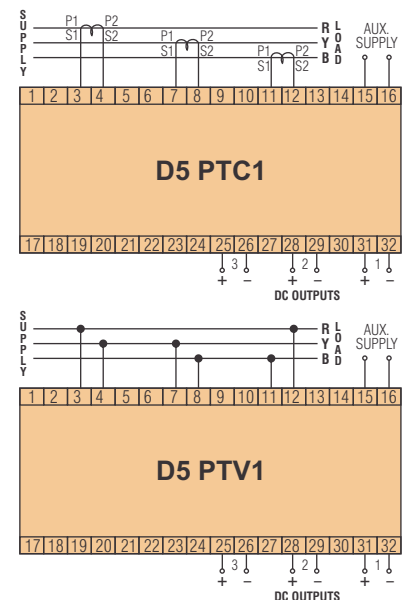 SUPPLY
P1 P2
S1 S2
P1 P2
S1 S2
P1 P2
S1 S2
R
Y
B
LOAD
AUX.
SUPPLY
1 2 3 4 5 6 7 8 9 10 11 12 13 14 15 16
D5 PTC1
17 18 19 20 21 22 23 24 25 26 27 28 29 30 31 32
3 2 1
+ − + − + −
DC OUTPUTS
SUPPLY
R
Y
B
LOAD
AUX.
SUPPLY
1 2 3 4 5 6 7 8 9 10 11 12 13 14 15 16
D5 PTV1
17 18 19 20 21 22 23 24 25 26 27 28 29 30 31 32
3 2 1
+ − + − + −
DC OUTPUTS